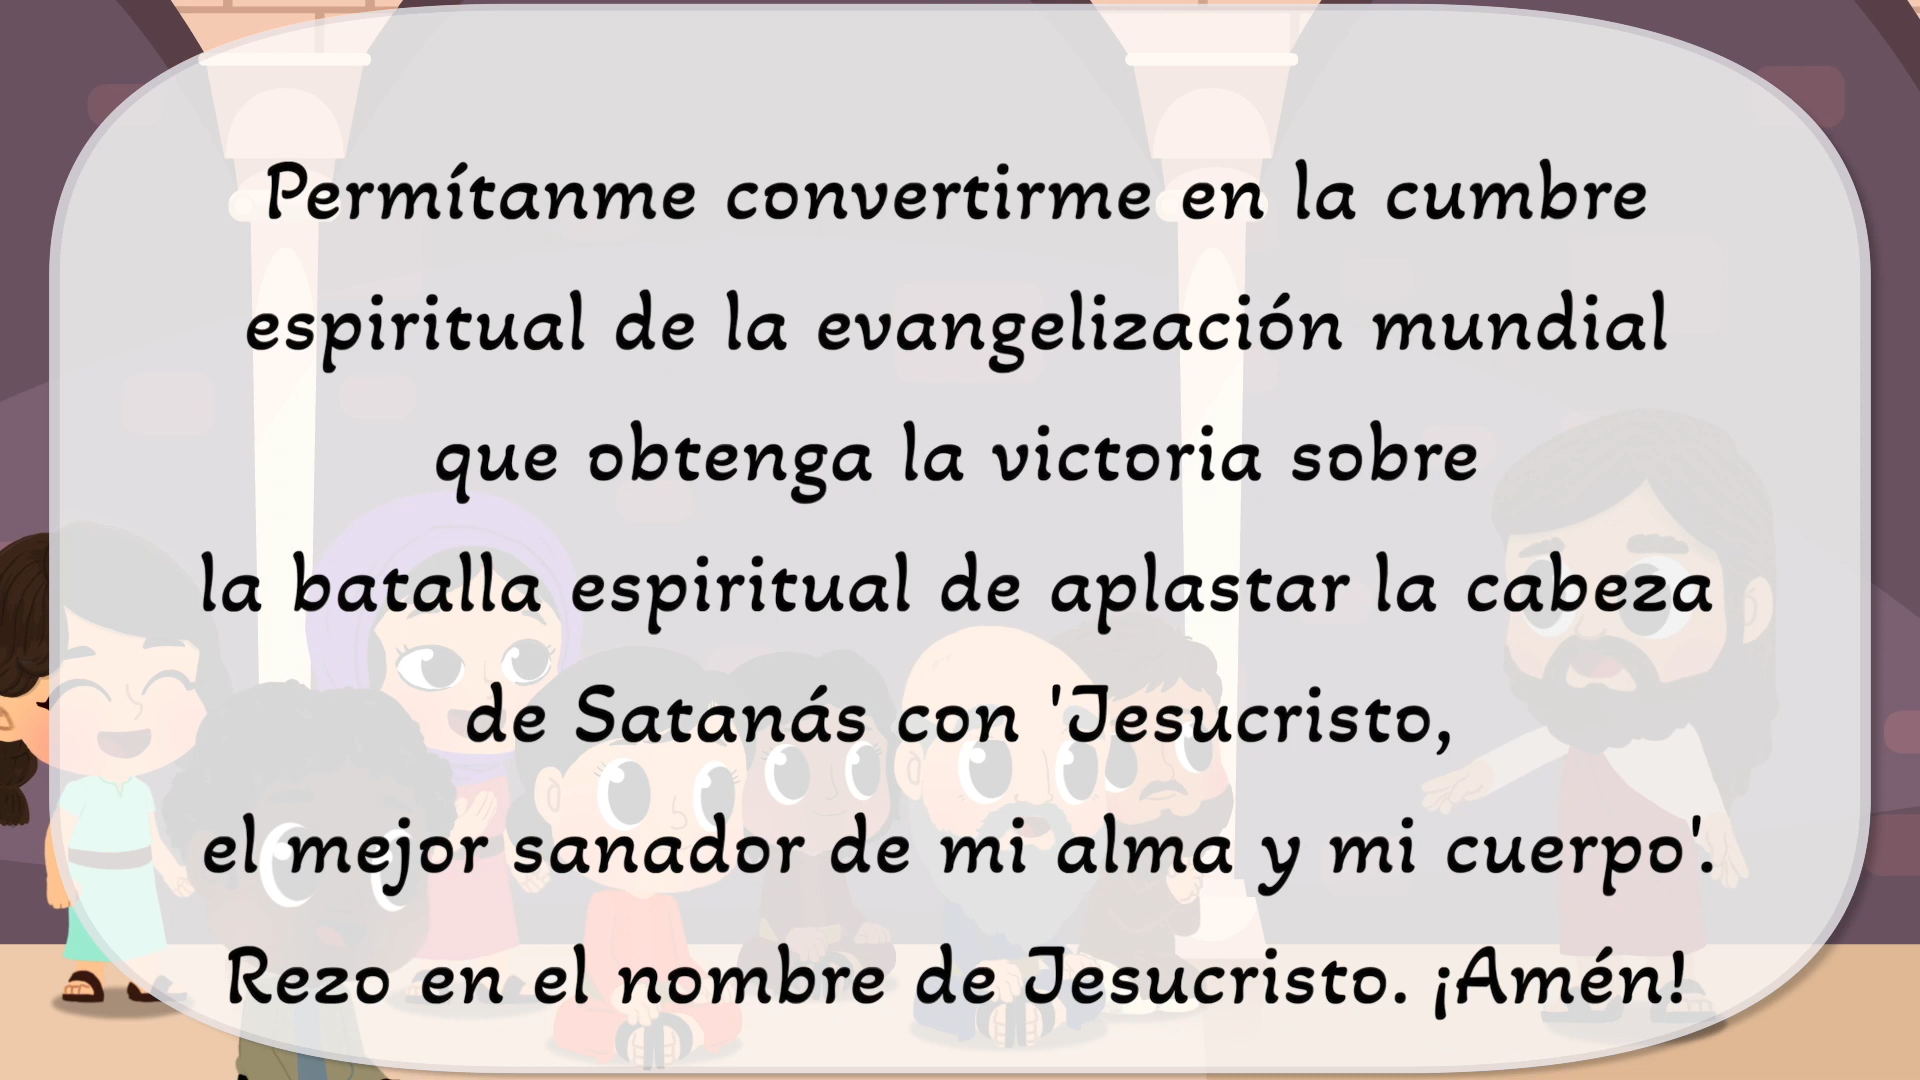 Permítanme convertirme en la cumbre
espiritual de la evangelización mundial
que obtenga la victoria sobre
la batalla espiritual de aplastar la cabeza
de Satanás con 'Jesucristo,
el mejor sanador de mi alma y mi cuerpo'.
Rezo en el nombre de Jesucristo. ¡Amén!